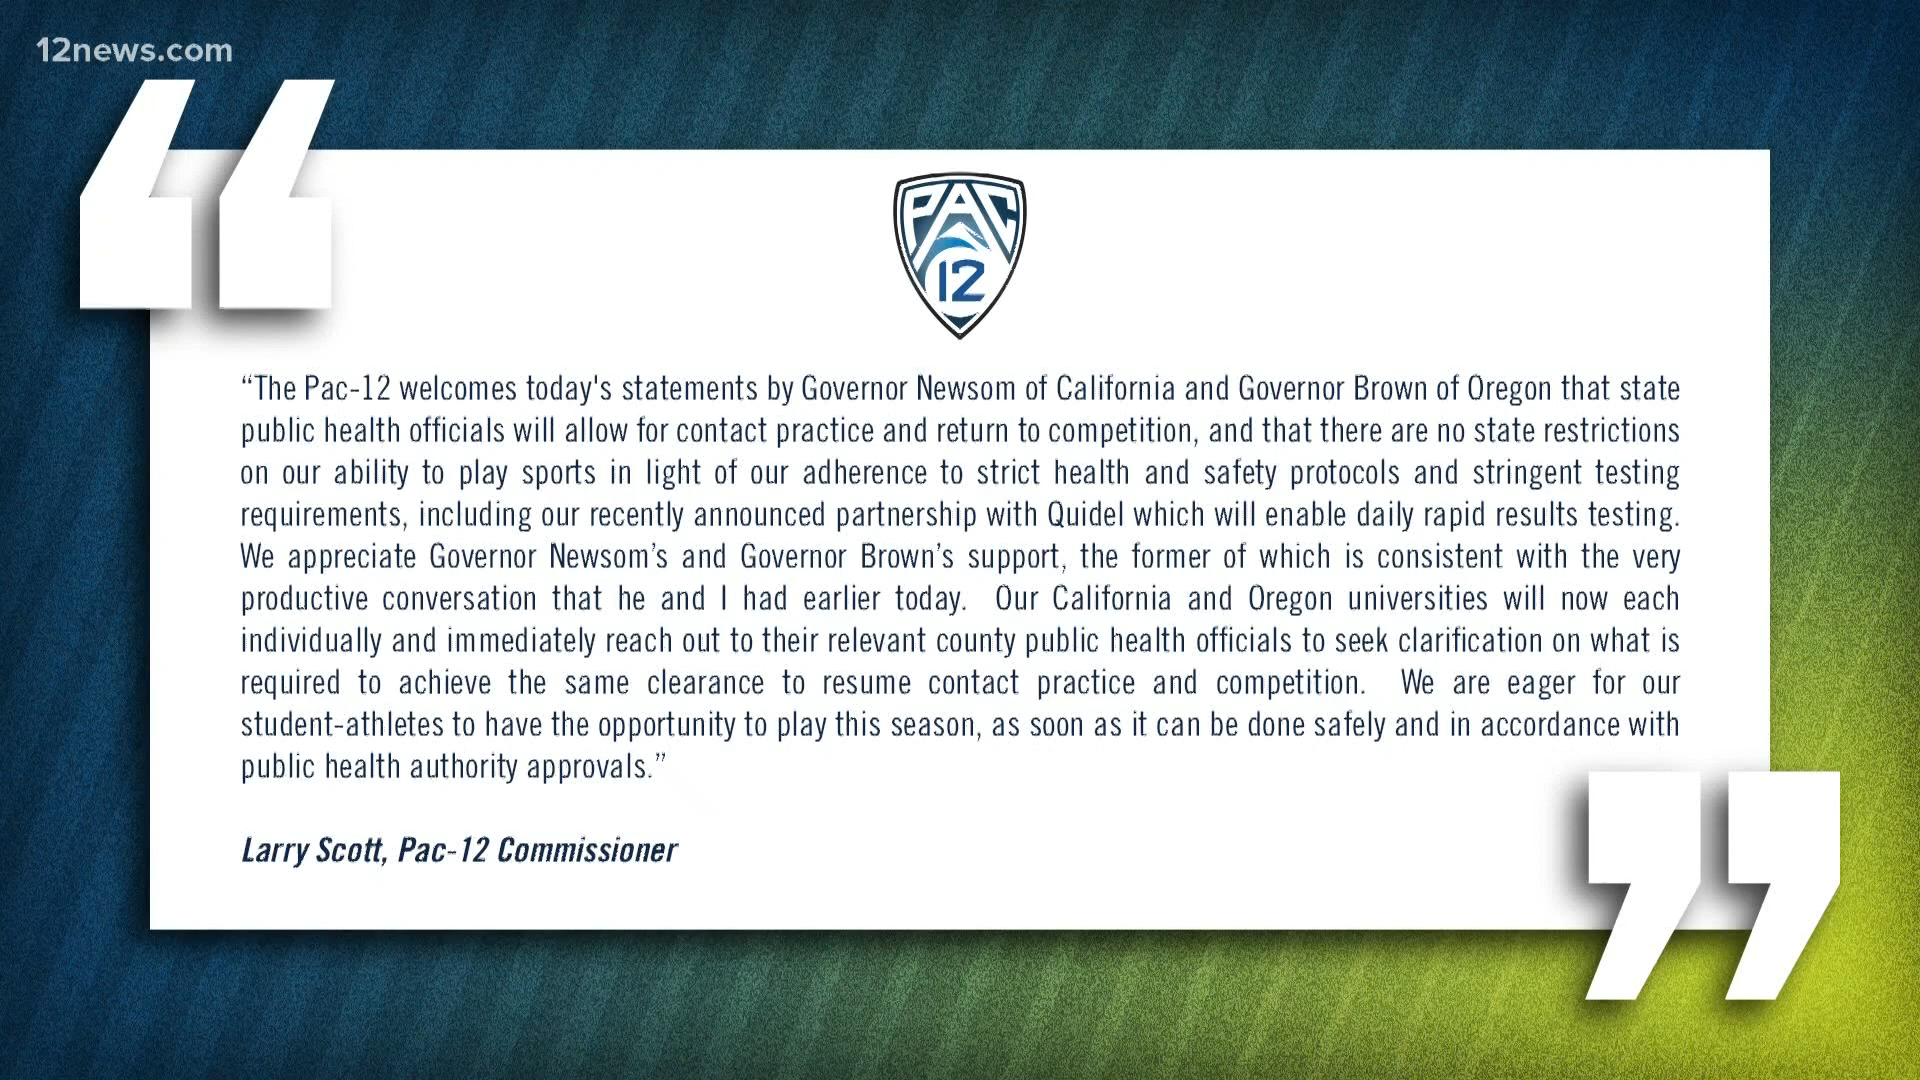 12news.com
“
PAC
12
“The Pac-12 welcomes today's statements by Governor Newsom of California and Governor Brown of Oregon that state
public health officials will allow for contact practice and return to competition, and that there are no state restrictions
on our ability to play sports in light of our adherence to strict health and safety protocols and stringent testing
requirements, including our recently announced partnership with Quidel which will enable daily rapid results testing.
We appreciate Governor Newsom’s and Governor Brown’s support, the former of which is consistent with the very
productive conversation that he and I had earlier today.  Our California and Oregon universities will now each
individually and immediately reach out to their relevant county public health officials to seek clarification on what is
required to achieve the same clearance to resume contact practice and competition.  We are eager for our
student-athletes to have the opportunity to play this season, as soon as it can be done safely and in accordance with
public health authority approvals.”
Larry Scott, Pac-12 Commissioner
”